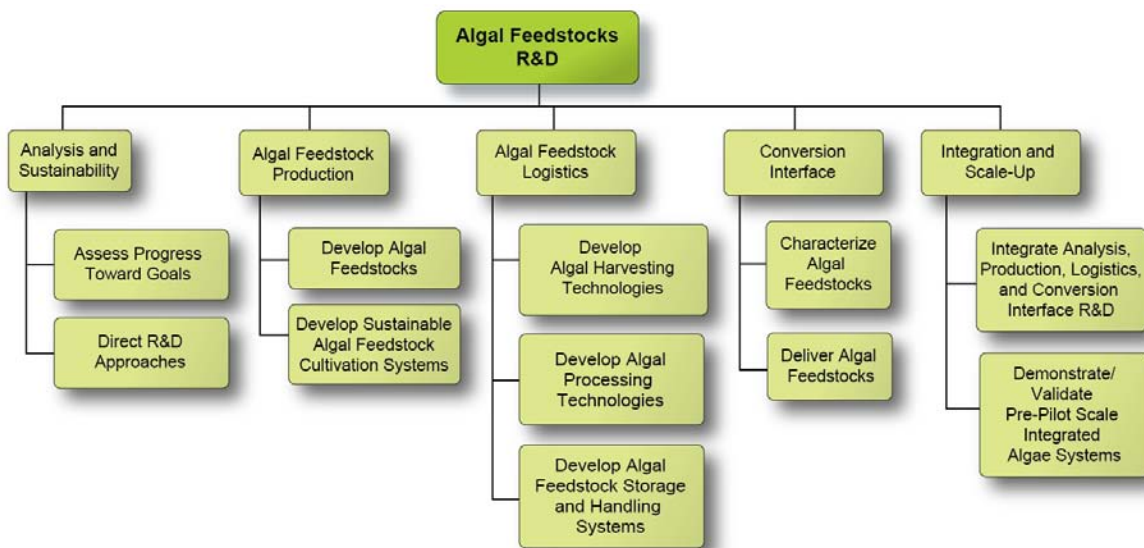 Algal Feedstocks
R&D
Analysis and
Sustainability
Assess Progress
Toward Goals
Direct R&D
Approaches
Algal Feedstock
Production
Develop Algal
Feedstocks
Develop Sustainable
Algal Feedstock
Cultivation Systems
Algal Feedstock
Logistics
Develop
Algal Harvesting
Technologies
Develop Algal
Processing
Technologies
Develop Algal
Feedstock Storage
and Handling
Systems
Conversion
Interface
Characterize
Algal
Feedstocks
Deliver Algal
Feedstocks
Integration and
Scale-Up
Integrate Analysis,
Production, Logistics,
and Conversion
Interface R&D
Demonstrate/
Validate
Pre-Pilot Scale
Integrated
Algae Systems